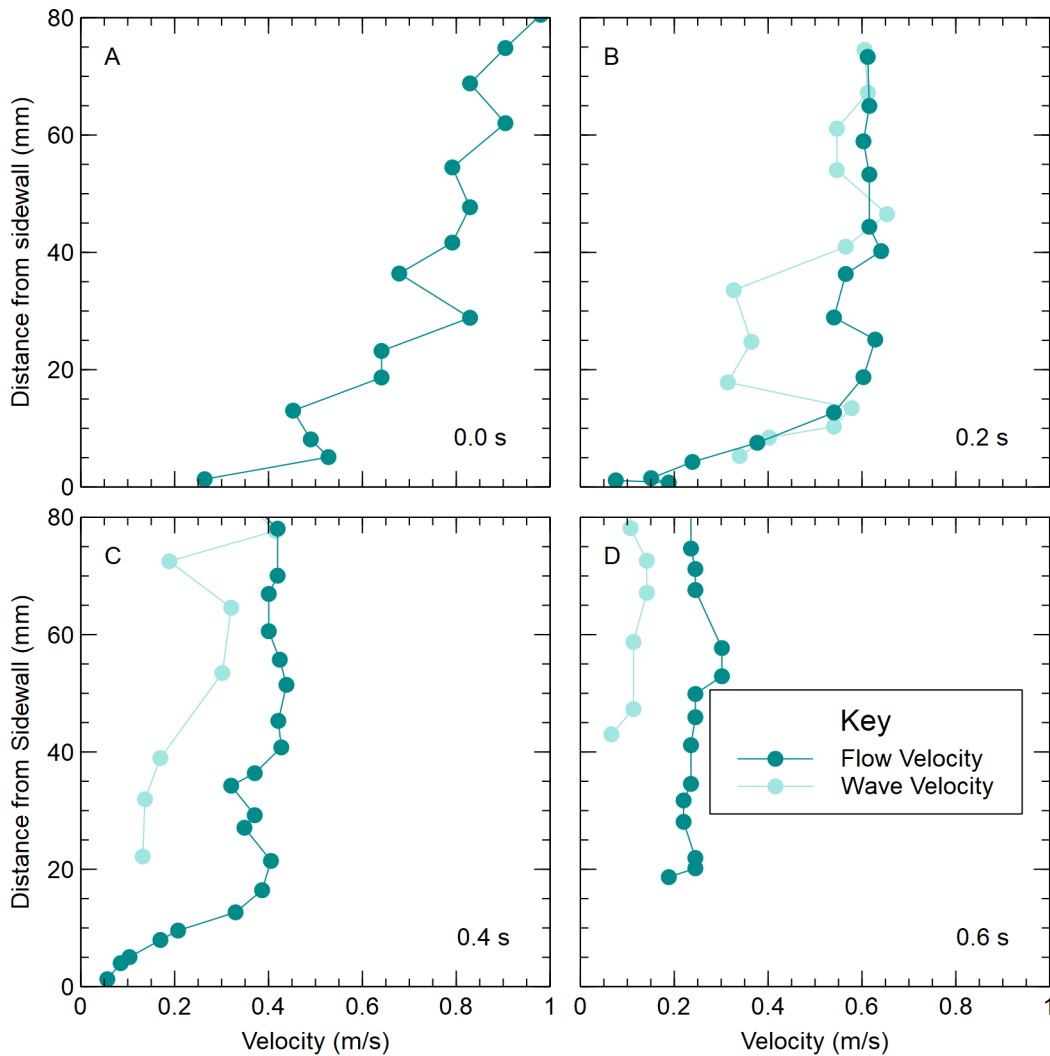 A
B
80
60
40
20
0
Distance from sidewall (mm)
0.0 s
0.2 s
C
D
80
60
40
20
0
Distance from Sidewall (mm)
Key
Flow Velocity
Wave Velocity
0.4 s
0.6 s
0 0.2 0.4 0.6 0.8 0 0.2 0.4 0.6 0.8 1
Velocity (m/s) Velocity (m/s)